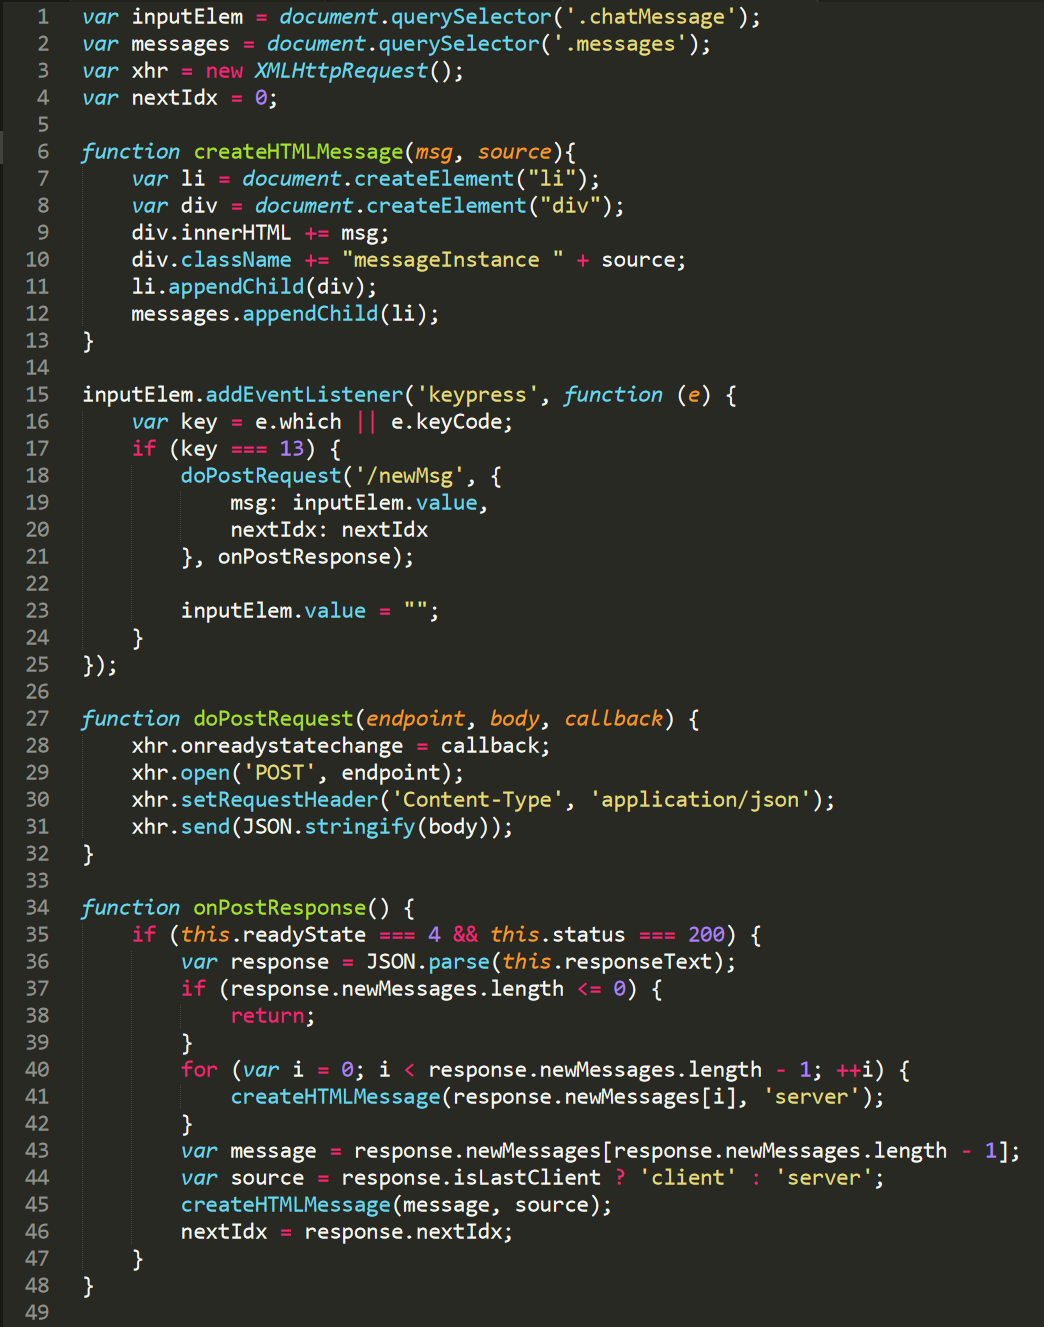 1 var inputElem = document.querySelector('.chatMessage');
2 var messages = document.querySelector('.messages');
3 var xhr = new XMLHttpRequest();
4 var nextIdx = 0;
5
6 function createHTMLMessage(msg, source){
7     var li = document.createElement("li");
8     var div = document.createElement("div");
9     div.innerHTML += msg;
10     div.className += "messageInstance " + source;
11     li.appendChild(div);
12     messages.appendChild(li);
13 }
14
15 inputElem.addEventListener('keypress', function (e) {
16     var key = e.which || e.keyCode;
17     if (key === 13) {
18         doPostRequest('/newMsg', {
19             msg: inputElem.value,
20             nextIdx: nextIdx
21         }, onPostResponse);
22
23         inputElem.value = "";
24     }
25 });
26
27 function doPostRequest(endpoint, body, callback) {
28     xhr.onreadystatechange = callback;
29     xhr.open('POST', endpoint);
30     xhr.setRequestHeader('Content-Type', 'application/json');
31     xhr.send(JSON.stringify(body));
32 }
33
34 function onPostResponse() {
35     if (this.readyState === 4 && this.status === 200) {
36         var response = JSON.parse(this.responseText);
37         if (response.newMessages.length <= 0) {
38             return;
39         }
40         for (var i = 0; i < response.newMessages.length - 1; ++i) {
41             createHTMLMessage(response.newMessages[i], 'server');
42         }
43         var message = response.newMessages[response.newMessages.length - 1];
44         var source = response.isLastClient ? 'client' : 'server';
45         createHTMLMessage(message, source);
46         nextIdx = response.nextIdx;
47     }
48 }
49